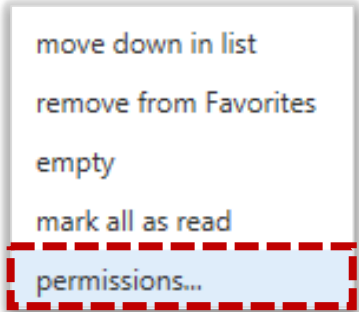 move down in list
remove from Favorites
empty
mark all as read
permissions...